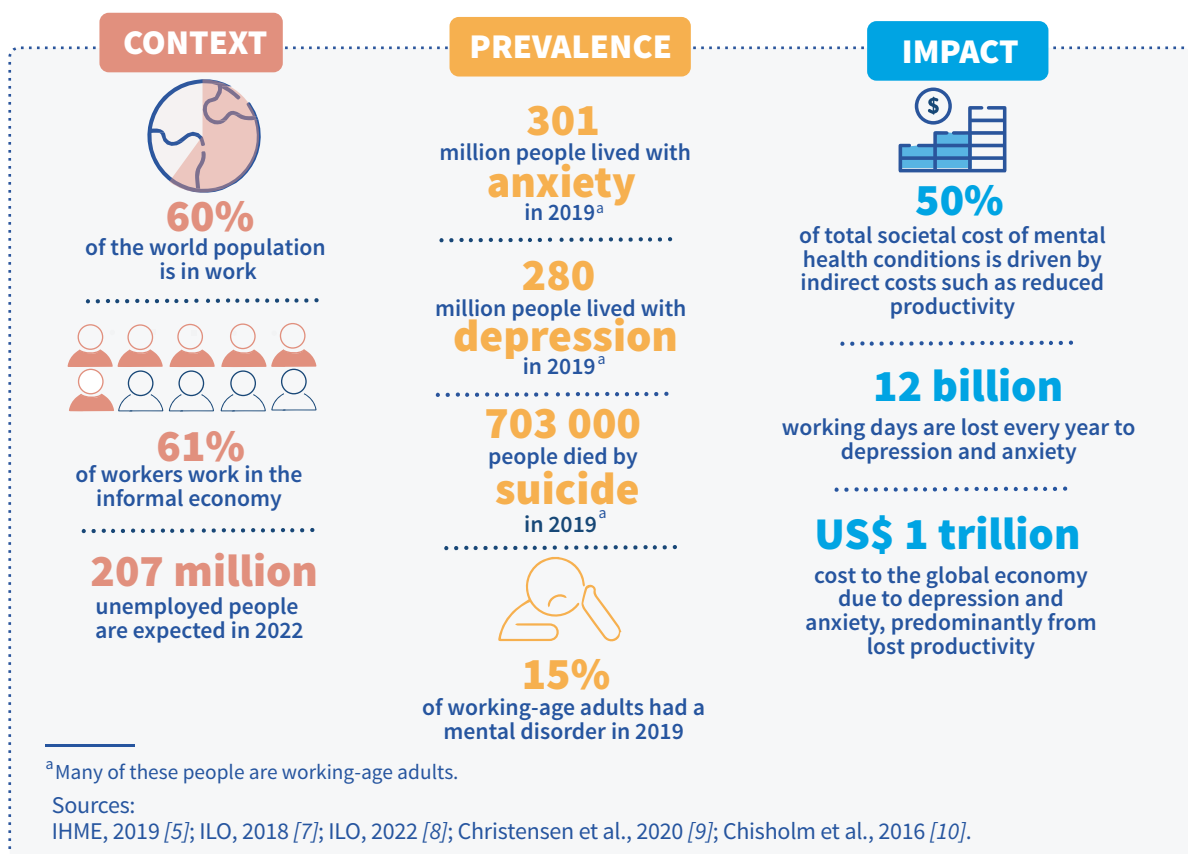 CONTEXT
60%
of the world population
is in work
61%
of workers work in the
informal economy
207 million
unemployed people
are expected in 2022
PREVALENCE
301
million people lived with
anxiety
in 2019a
280
million people lived with
depression
in 2019a
703 000
people died by
suicide
in 2019a
15%
of working-age adults had a
mental disorder in 2019
IMPACT
$
50%
of total societal cost of mental
health conditions is driven by
indirect costs such as reduced
productivity
12 billion
working days are lost every year to
depression and anxiety
US$ 1 trillion
cost to the global economy
due to depression and
anxiety, predominantly from
lost productivity
a Many of these people are working-age adults.
Sources:
IHME, 2019 [5]; ILO, 2018 [7]; ILO, 2022 [8]; Christensen et al., 2020 [9]; Chisholm et al., 2016 [10].